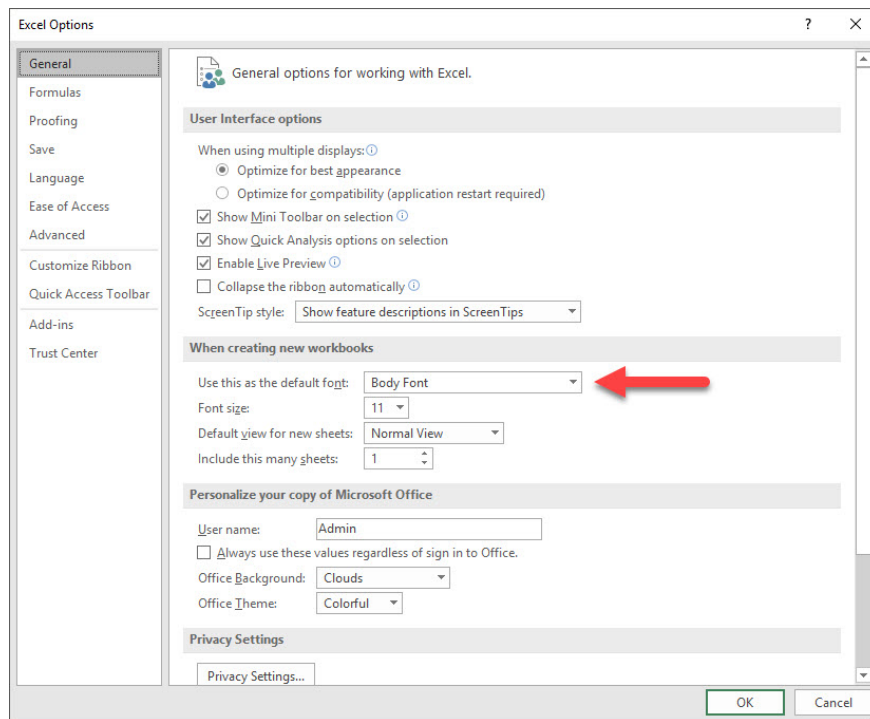 Excel Options
?
General
Formulas
Proofing
Save
Language
Ease of Access
Advanced
Customize Ribbon
Quick Access Toolbar
Add-ins
Trust Center
General options for working with Excel.
User Interface options
When using multiple displays:
Optimize for best appearance
Optimize for compatibility (application restart required)
Show Mini Toolbar on selection
Show Quick Analysis options on selection
Enable Live Preview
Collapse the ribbon automatically
ScreenTip style: Show feature descriptions in ScreenTips
When creating new workbooks
Use this as the default font: Body Font
Font size: 11
Default view for new sheets: Normal View
Include this many sheets: 1
Personalize your copy of Microsoft Office
User name: Admin
Always use these values regardless of sign in to Office.
Office Background: Clouds
Office Theme: Colorful
Privacy Settings
Privacy Settings...
OK Cancel